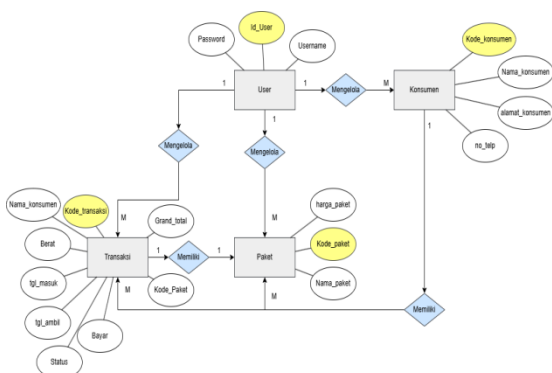 Id_User
Password
Username
Kode_konsumen
User
1
1
Mengelola
M
Konsumen
Nama_konsumen
alamat_konsumen
no_telp
1
1
Mengelola
Mengelola
1
M
M
Nama_konsumen
Kode_transaksi
Grand_total
harga_paket
Berat
Transaksi
1
Memiliki
1
Paket
Kode_paket
tgl_masuk
Kode_Paket
Nama_paket
M
M
tgl_ambil
Bayar
Status
Memiliki